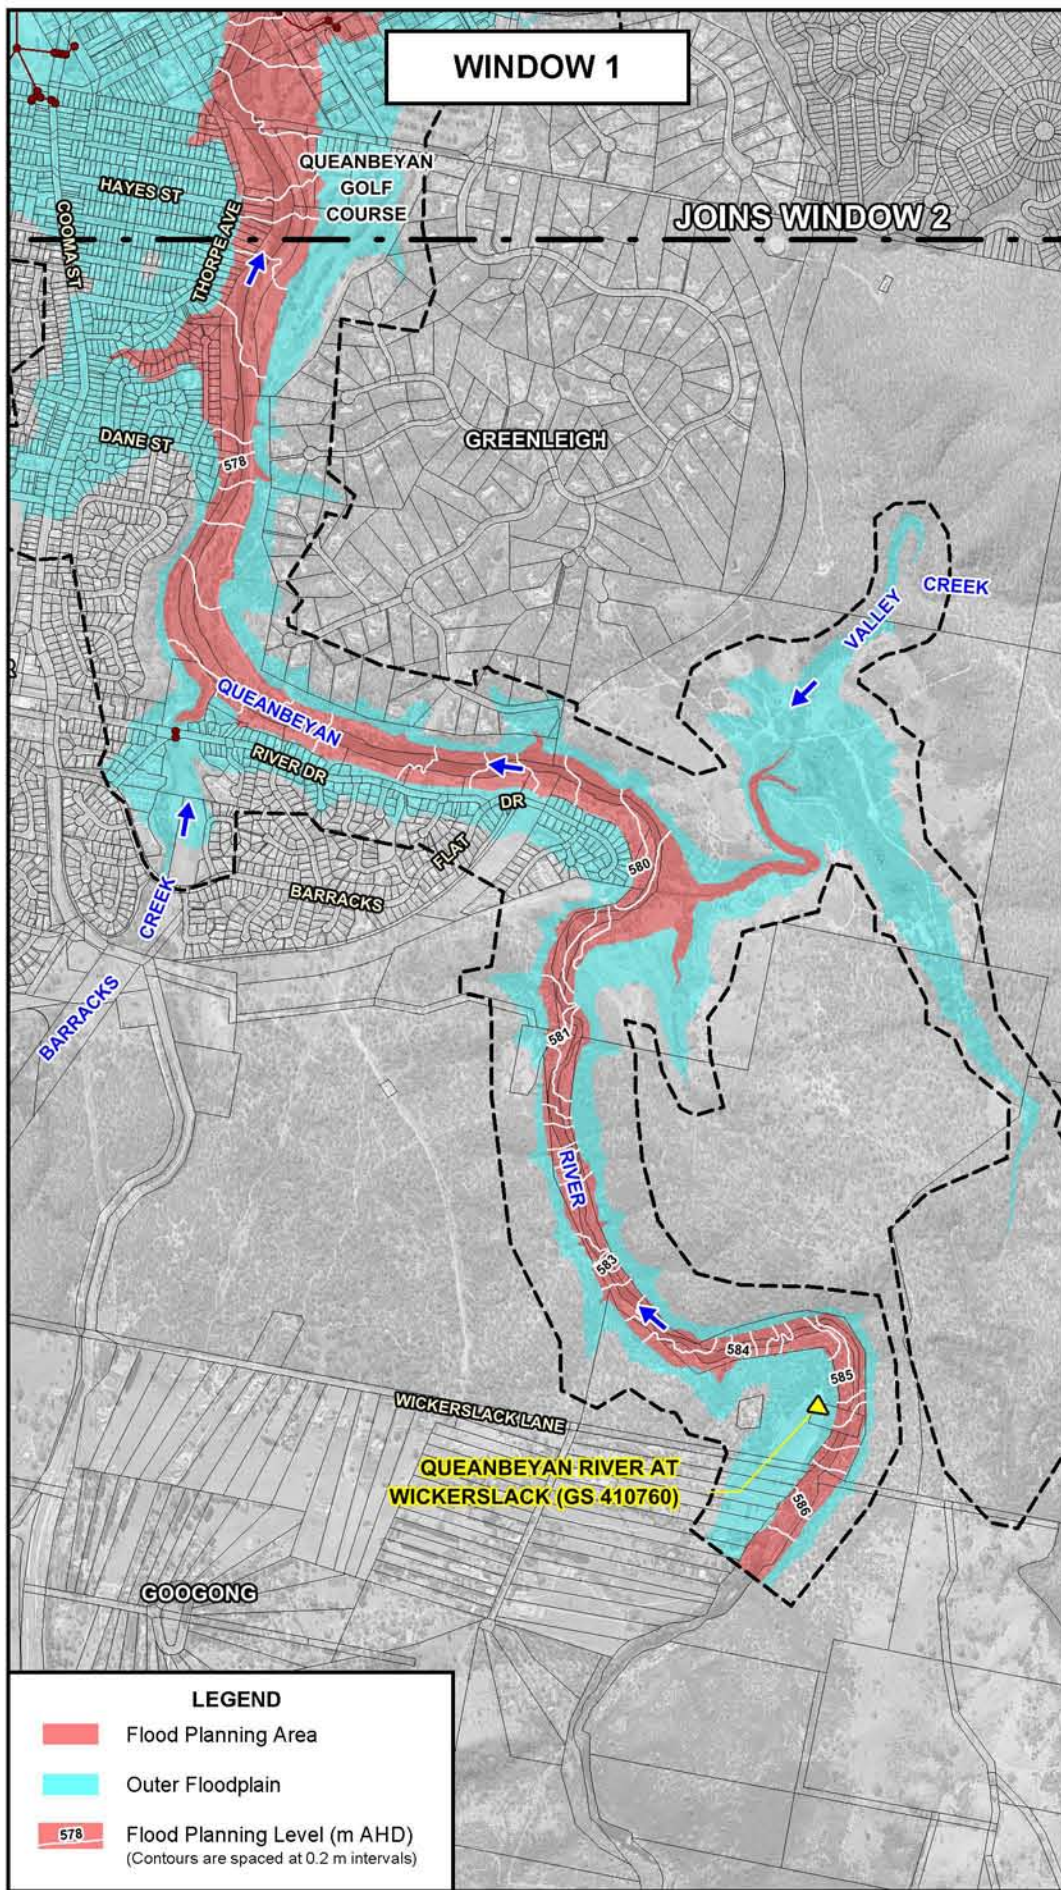 WINDOW 1
QUEANBEYAN
GOLF
COURSE
HAYES ST
COOMA ST
THORPE AVE
JOINS WINDOW 2
DANE ST
578
GREENLEIGH
CREEK
VALLEY
QUEANBEYAN
RIVER DR
DR
FLAT
BARRACKS
580
CREEK
BARRACKS
581
RIVER
583
584
585
WICKERSLACK LANE
QUEANBEYAN RIVER AT
WICKERSLACK (GS 410760)
586
GOOGONG
LEGEND
Flood Planning Area
Outer Floodplain
578
Flood Planning Level (m AHD)
(Contours are spaced at 0.2 m intervals)